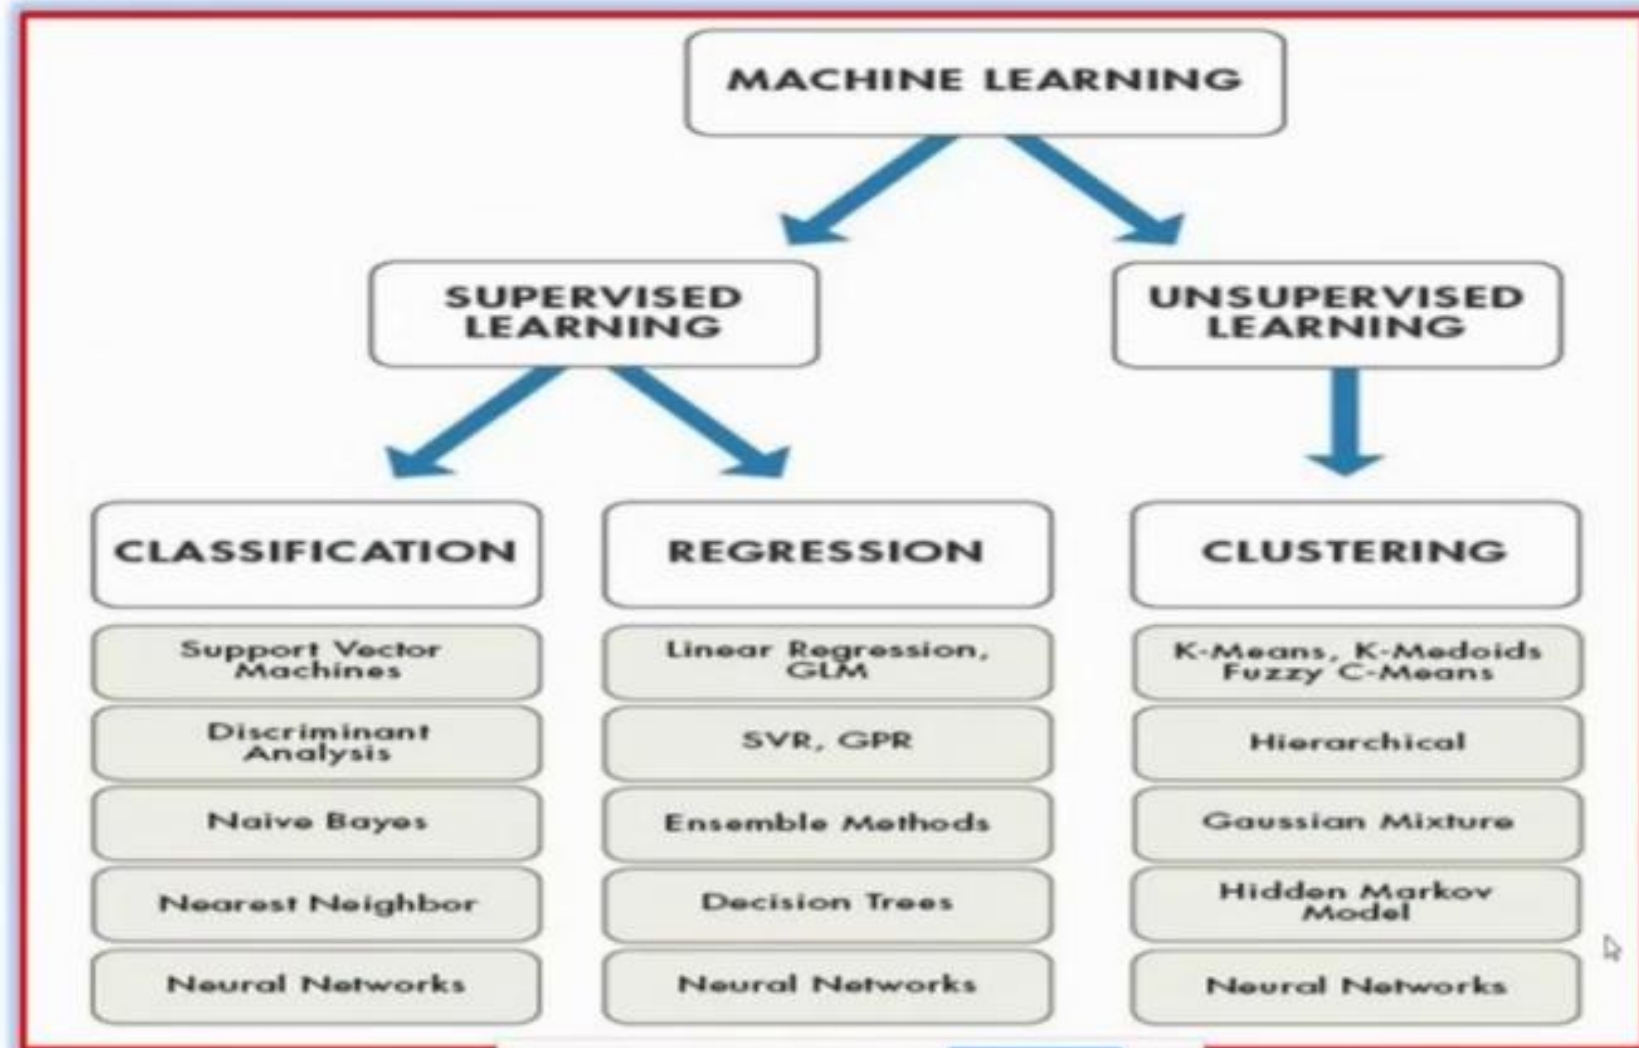 MACHINE LEARNING
SUPERVISED
LEARNING
UNSUPERVISED
LEARNING
CLASSIFICATION
Support Vector
Machines
Discriminant
Analysis
Naive Bayes
Nearest Neighbor
Neural Networks
REGRESSION
Linear Regression,
GLM
SVR, GPR
Ensemble Methods
Decision Trees
Neural Networks
CLUSTERING
K-Means, K-Medoids
Fuzzy C-Means
Hierarchical
Gaussian Mixture
Hidden Markov
Model
Neural Networks